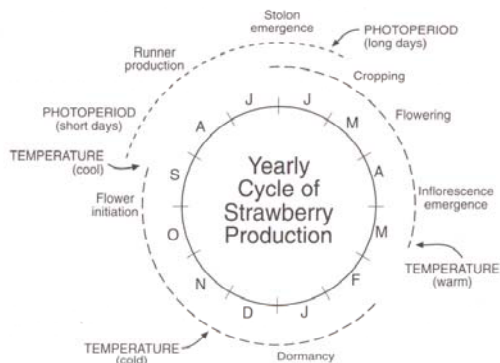 Stolon
emergence
PHOTOPERIOD
(long days)
Runner
production
Cropping
J
J
PHOTOPERIOD
(short days)
A
M
Flowering
TEMPERATURE
(cool)
Yearly
Cycle of
Strawberry
Production
S
A
Flower
initiation
Inflorescence
emergence
O
M
TEMPERATURE
(warm)
N
F
D
J
TEMPERATURE
(cold)
Dormancy